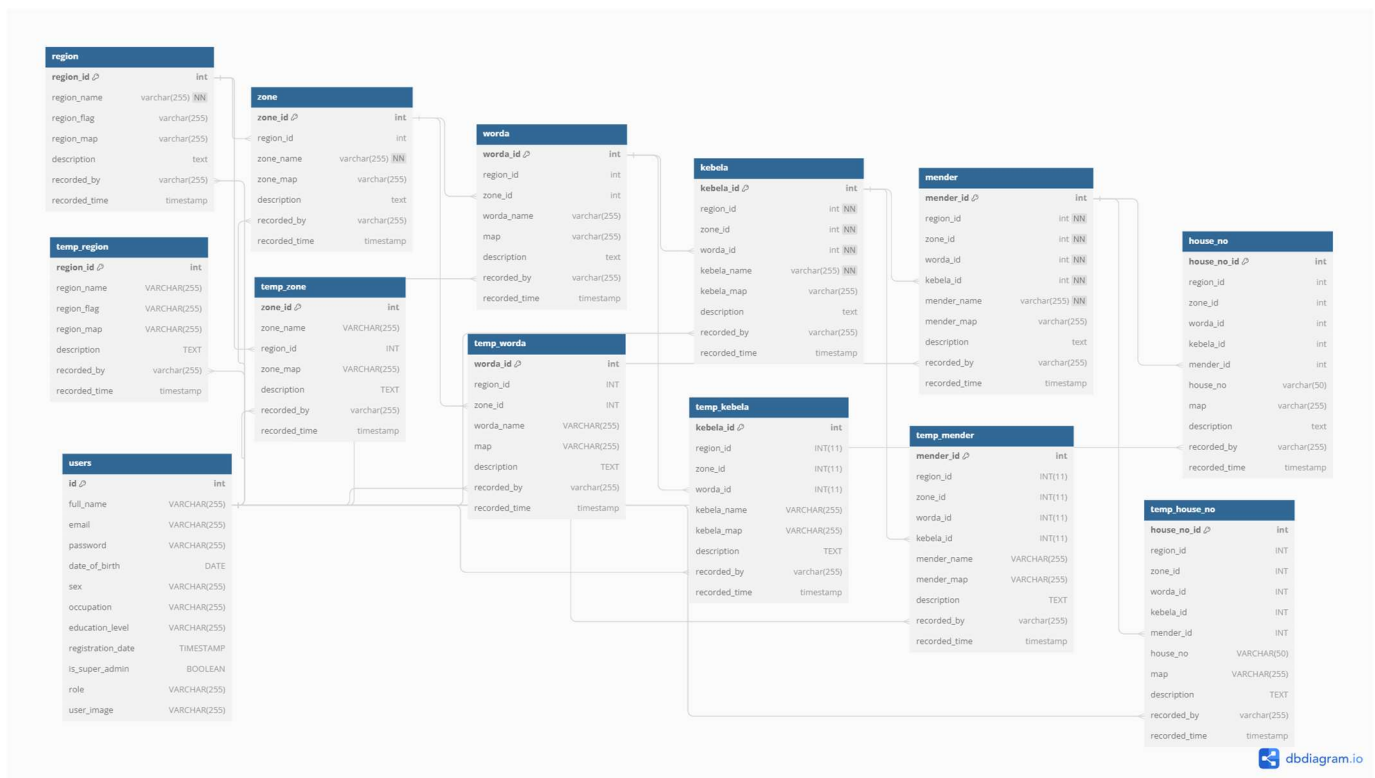 region
region_id int
region_name varchar(255) NN
region_flag varchar(255)
region_map varchar(255)
description text
recorded_by varchar(255)
recorded_time timestamp
temp_region
region_id int
region_name VARCHAR(255)
region_flag VARCHAR(255)
region_map VARCHAR(255)
description TEXT
recorded_by varchar(255)
recorded_time timestamp
users
id int
full_name VARCHAR(255)
email VARCHAR(255)
password VARCHAR(255)
date_of_birth DATE
sex VARCHAR(255)
occupation VARCHAR(255)
education_level VARCHAR(255)
registration_date TIMESTAMP
is_super_admin BOOLEAN
role VARCHAR(255)
user_image VARCHAR(255)
zone
zone_id int
region_id int
zone_name varchar(255) NN
zone_map varchar(255)
description text
recorded_by varchar(255)
recorded_time timestamp
temp_zone
zone_id int
zone_name VARCHAR(255)
region_id INT
zone_map VARCHAR(255)
description TEXT
recorded_by varchar(255)
recorded_time timestamp
worda
worda_id int
region_id int
zone_id int
worda_name varchar(255)
map varchar(255)
description text
recorded_by varchar(255)
recorded_time timestamp
temp_worda
worda_id int
region_id INT
zone_id INT
worda_name VARCHAR(255)
map VARCHAR(255)
description TEXT
recorded_by varchar(255)
recorded_time timestamp
kebela
kebela_id int
region_id int NN
zone_id int NN
worda_id int NN
kebela_name varchar(255) NN
kebela_map varchar(255)
description text
recorded_by varchar(255)
recorded_time timestamp
temp_kebela
kebela_id int
region_id INT(11)
zone_id INT(11)
worda_id INT(11)
kebela_name VARCHAR(255)
kebela_map VARCHAR(255)
description TEXT
recorded_by varchar(255)
recorded_time timestamp
mender
mender_id int
region_id int NN
zone_id int NN
worda_id int NN
kebela_id int NN
mender_name varchar(255) NN
mender_map varchar(255)
description text
recorded_by varchar(255)
recorded_time timestamp
temp_mender
mender_id int
region_id INT(11)
zone_id INT(11)
worda_id INT(11)
kebela_id INT(11)
mender_name VARCHAR(255)
mender_map VARCHAR(255)
description TEXT
recorded_by varchar(255)
recorded_time timestamp
house_no
house_no_id int
region_id int
zone_id int
worda_id int
kebela_id int
mender_id int
house_no varchar(50)
map varchar(255)
description text
recorded_by varchar(255)
recorded_time timestamp
temp_house_no
house_no_id int
region_id INT
zone_id INT
worda_id INT
kebela_id INT
mender_id INT
house_no VARCHAR(50)
map VARCHAR(255)
description TEXT
recorded_by varchar(255)
recorded_time timestamp
dbdiagram.io